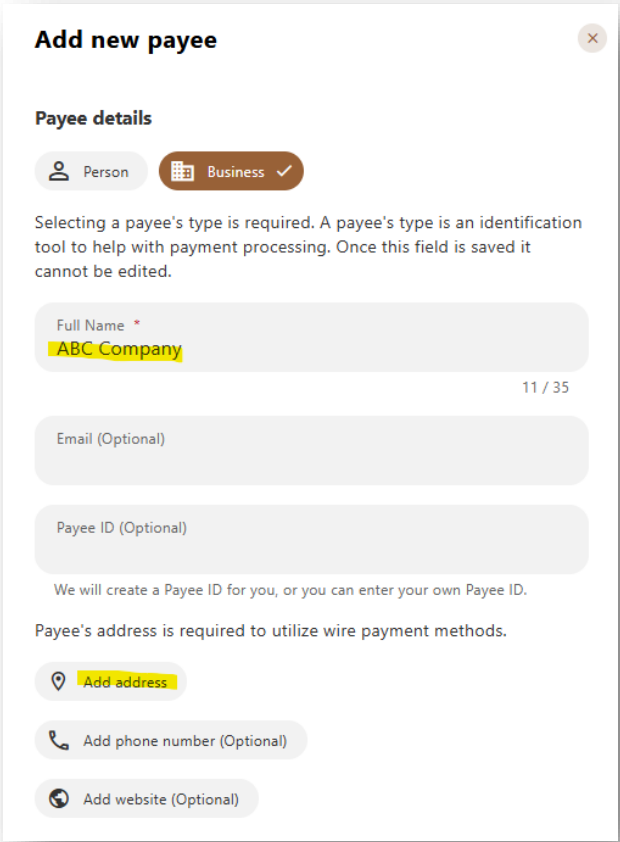 Add new payee
Payee details
Person
Business
Selecting a payee's type is required. A payee's type is an identification
tool to help with payment processing. Once this field is saved it
cannot be edited.
Full Name *
ABC Company
11 / 35
Email (Optional)
Payee ID (Optional)
We will create a Payee ID for you, or you can enter your own Payee ID.
Payee's address is required to utilize wire payment methods.
Add address
Add phone number (Optional)
Add website (Optional)